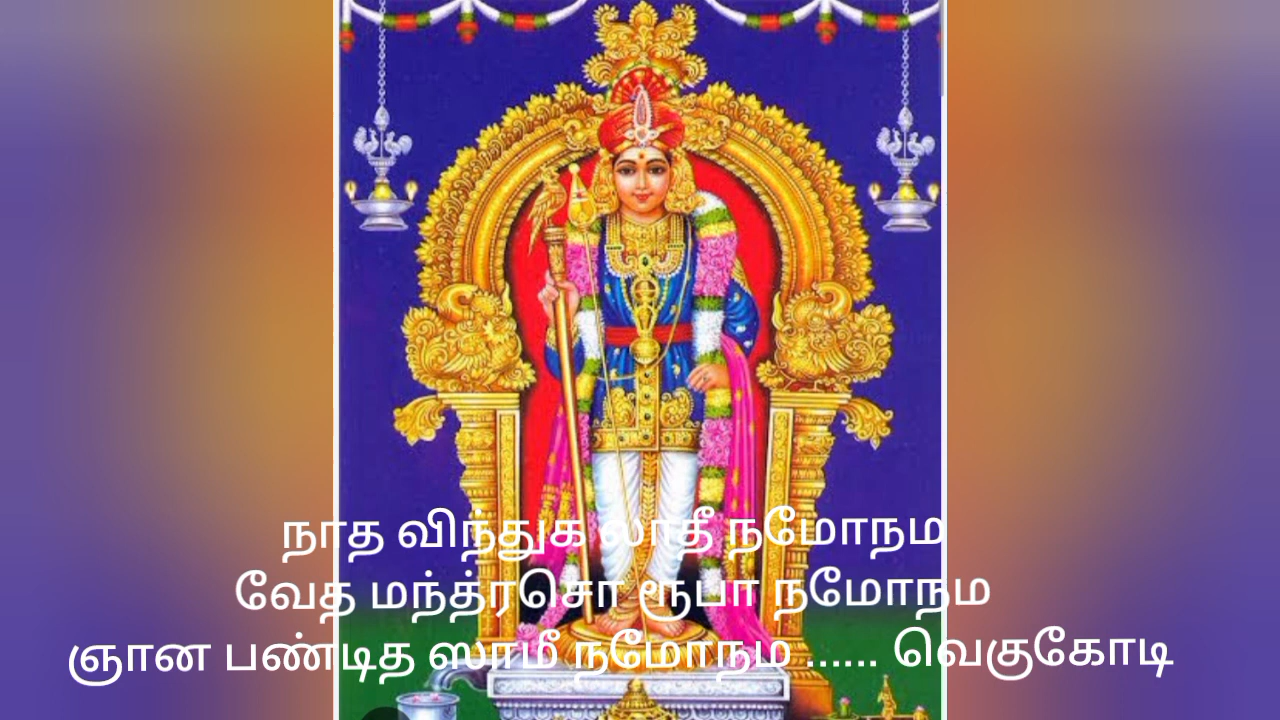 நாத விந்துக லாதீ நமோநம
வேத மந்த்ரசொ ரூபா நமோநம
ஞான பண்டித ஸாமீ நமோநம ...... வெகுகோடி